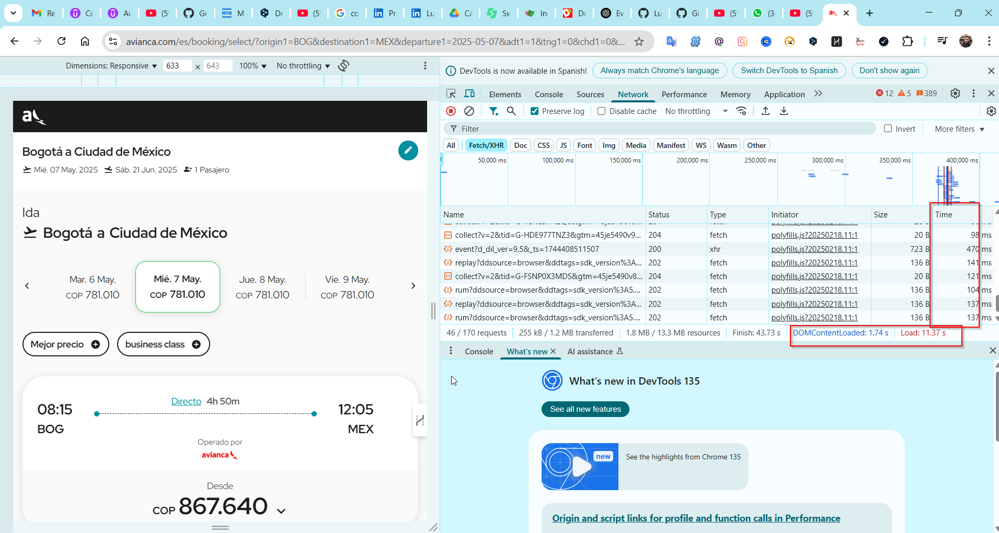 Re
Co
Au
(5
Ge
MVN
M
De
(5
G
co
in
Pr
in
Lu
Ca
Sw
In
Do
Ev
Lu
Gi
(5
(3
(5
avianca.com/es/booking/select/?origin1=BOG&destination1=MEX&departure1=2025-05-07&adt1=1&tng1=0&chd1=0&...
Dimensions: Responsive 633 × 643 100% No throttling
DevTools is now available in Spanish! Always match Chrome's language Switch DevTools to Spanish Don't show again
Elements Console Sources Network Performance Memory Application 12 5 389
Preserve log Disable cache No throttling
Filter Invert More filters
All Fetch/XHR Doc CSS JS Font Img Media Manifest WS Wasm Other
50,000 ms 100,000 ms 150,000 ms 200,000 ms 250,000 ms 300,000 ms 350,000 ms 400,000 ms
Name Status Type Initiator Size Time
collect?v=2&tid=G-HDE977TNZ3&gtm=45je5490v9... 204 fetch polyfills.js?20250218.11:1 20 B 98 ms
event?d_dil_ver=9.5&_ts=1744408511507 200 xhr polyfills.js?20250218.11:1 723 B 470 ms
replay?ddsource=browser&ddtags=sdk_version%3A... 202 fetch polyfills.js?20250218.11:1 136 B 141 ms
collect?v=2&tid=G-FSNP0X3MDS&gtm=45je5490v8... 204 fetch polyfills.js?20250218.11:1 20 B 121 ms
rum?ddsource=browser&ddtags=sdk_version%3A5.... 202 fetch polyfills.js?20250218.11:1 136 B 104 ms
replay?ddsource=browser&ddtags=sdk_version%3A... 202 fetch polyfills.js?20250218.11:1 136 B 137 ms
rum?ddsource=browser&ddtags=sdk_version%3A5.... 202 fetch polyfills.js?20250218.11:1 136 B 137 ms
46 / 170 requests 255 kB / 1.2 MB transferred 1.8 MB / 13.3 MB resources Finish: 43.73 s DOMContentLoaded: 1.74 s Load: 11.37 s
Console What's new AI assistance
What's new in DevTools 135
See all new features
new
See the highlights from Chrome 135
Origin and script links for profile and function calls in Performance
a
Bogotá a Ciudad de México
Mié. 07 May. 2025 Sáb. 21 Jun. 2025 1 Pasajero
Ida
Bogotá a Ciudad de México
Mar. 6 May. Mié. 7 May. Jue. 8 May. Vie. 9 May.
COP 781.010 COP 781.010 COP 781.010 COP 781.010
Mejor precio business class
Directo 4h 50m
08:15 12:05
BOG MEX
Operado por
avianca
Desde
COP 867.640